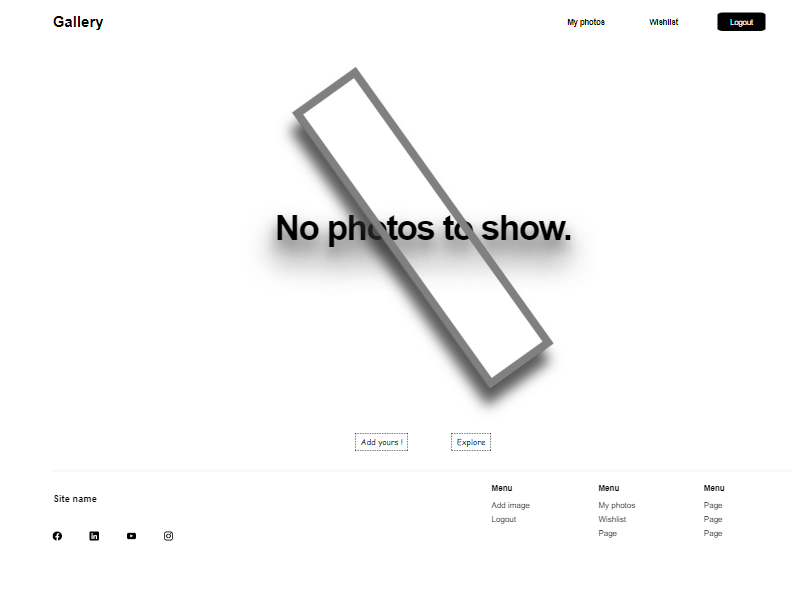 Gallery
My photos
Wishlist
Logout
No photos to show.
Add yours !
Explore
Site name
Menu
Add image
Logout
Menu
My photos
Wishlist
Page
Menu
Page
Page
Page